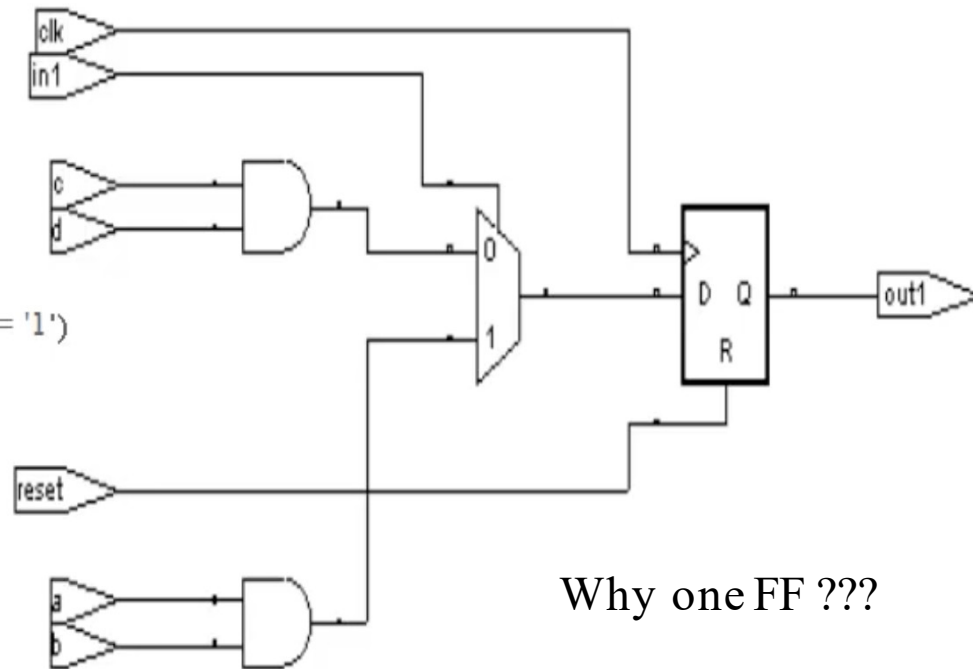 clk
in1
c
d
0
= '1')
D Q
out1
1
R
reset
a
b
Why one FF ???